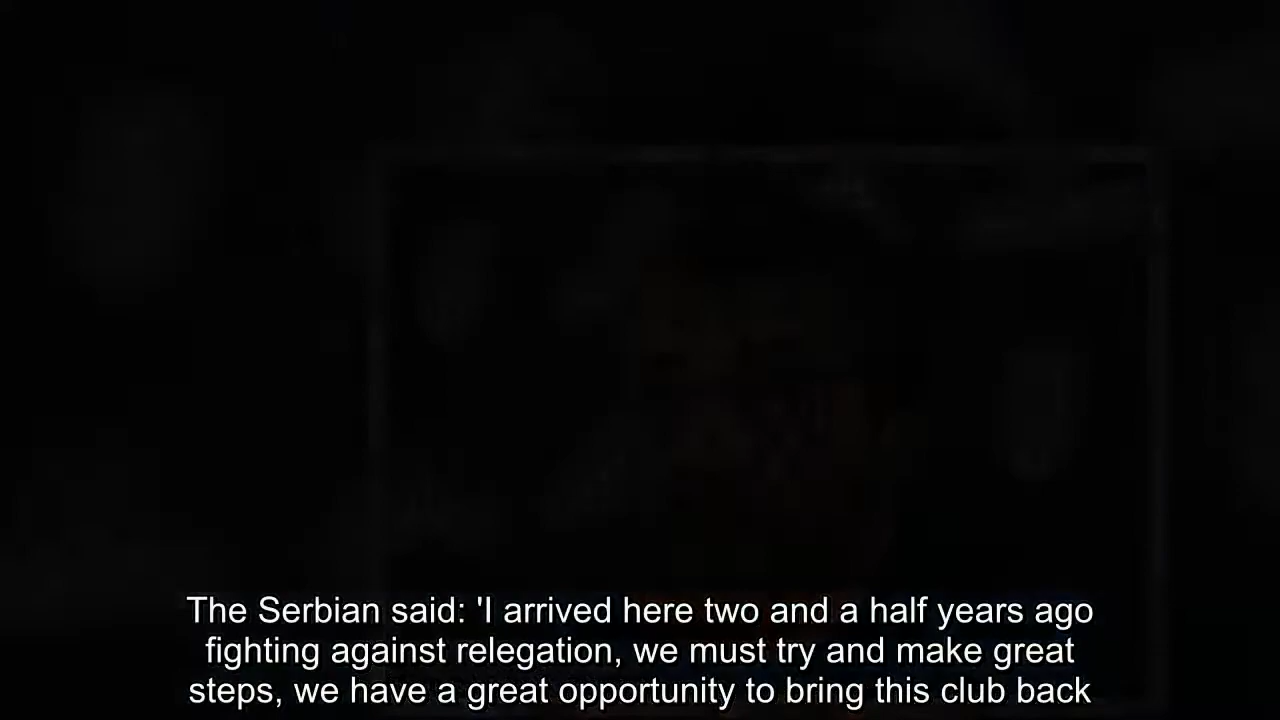 The Serbian said: 'I arrived here two and a half years ago
fighting against relegation, we must try and make great
steps, we have a great opportunity to bring this club back